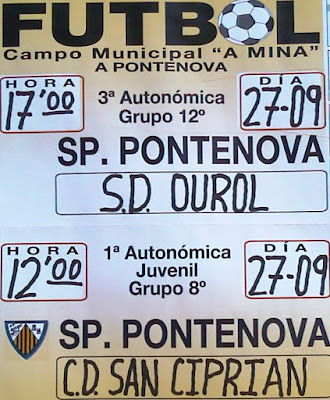 FUTBOL
Campo Municipal "A MINA"
A PONTENOVA
HORA
17'00
3ª Autonómica
Grupo 12º
DÍA
27-09
SP. PONTENOVA
S.D. OUROL
HORA
12'00
1ª Autonómica
Juvenil
Grupo 8º
DÍA
27-09
SP. PONTENOVA
C.D. SAN CIPRIAN